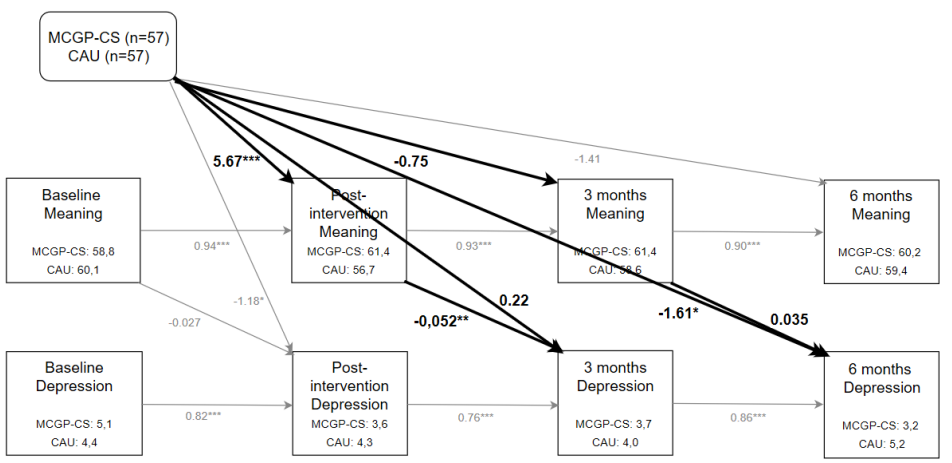 MCGP-CS (n=57)
CAU (n=57)
5.67***
-0.75
-1.41
Baseline
Meaning
MCGP-CS: 58,8
CAU: 60,1
0.94***
Post-
intervention
Meaning
MCGP-CS: 61,4
CAU: 56,7
0.93***
3 months
Meaning
MCGP-CS: 61,4
CAU: 58,6
0.90***
6 months
Meaning
MCGP-CS: 60,2
CAU: 59,4
-1.18*
-0.027
0.22
-0,052**
-1.61*
0.035
Baseline
Depression
MCGP-CS: 5,1
CAU: 4,4
0.82***
Post-
intervention
Depression
MCGP-CS: 3,6
CAU: 4,3
0.76***
3 months
Depression
MCGP-CS: 3,7
CAU: 4,0
0.86***
6 months
Depression
MCGP-CS: 3,2
CAU: 5,2